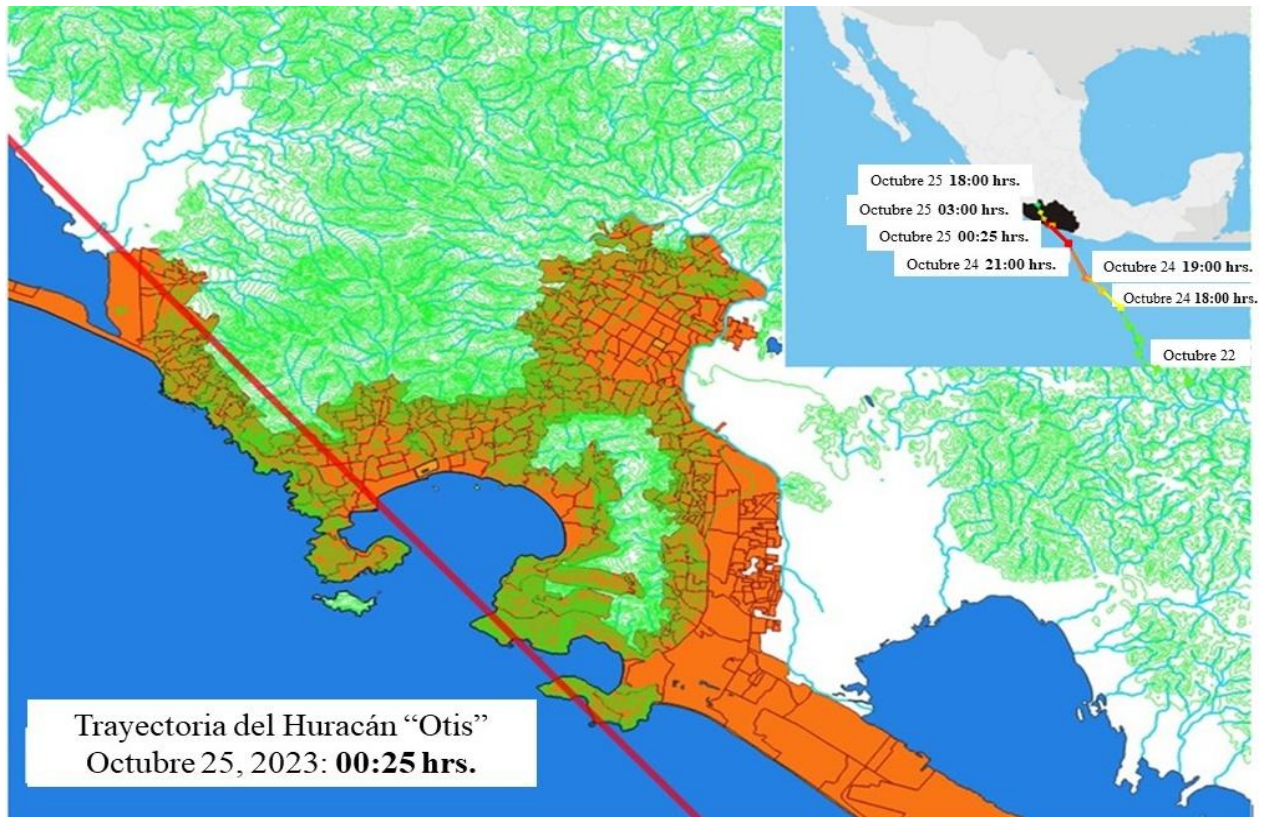 Octubre 25 18:00 hrs.
Octubre 25 03:00 hrs.
Octubre 25 00:25 hrs.
Octubre 24 21:00 hrs.
Octubre 24 19:00 hrs.
Octubre 24 18:00 hrs.
Octubre 22
Trayectoria del Huracán “Otis”
Octubre 25, 2023: 00:25 hrs.